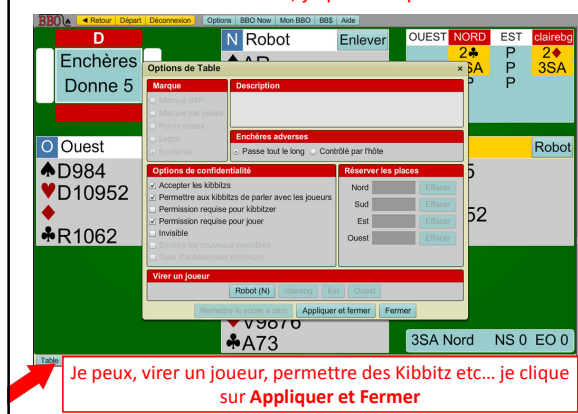 BBO Retour Départ Déconnexion Options BBO Now Mon BBO BB$ Aide
D
Enchères
Donne 5
N Robot Enlever
OUEST NORD EST clairebg
2♣ P 2♦
P 3SA
P
Options de Table ×
Marque
Marque IMP
Marque par paires
Points totaux
Leçon
Enchères
Description
Enchères adverses
Passe tout le long Contrôlé par l'hôte
Options de confidentialité
Accepter les kibbitzs
Permettre aux kibbitzs de parler avec les joueurs
Permission requise pour kibbitzer
Permission requise pour jouer
Invisible
Exclure les nouveaux membres
Taux d'achèvement minimum
Réserver les places
Nord Effacer
Sud Effacer
Est Effacer
Ouest Effacer
Virer un joueur
Robot (N) clairebg Est Ouest
Remettre le score a zéro Appliquer et fermer Fermer
O Ouest
♠D984
♥D10952
♦
♣R1062
Robot
52
♣A73
3SA Nord NS 0 EO 0
Table
Je peux, virer un joueur, permettre des Kibbitz etc… je clique
sur Appliquer et Fermer